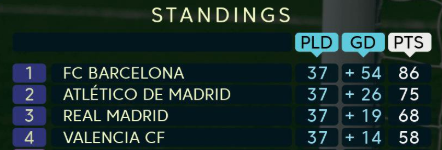 STANDINGS
PLD GD PTS
1 FC BARCELONA 37 + 54 86
2 ATLÉTICO DE MADRID 37 + 26 75
3 REAL MADRID 37 + 19 68
4 VALENCIA CF 37 + 14 58